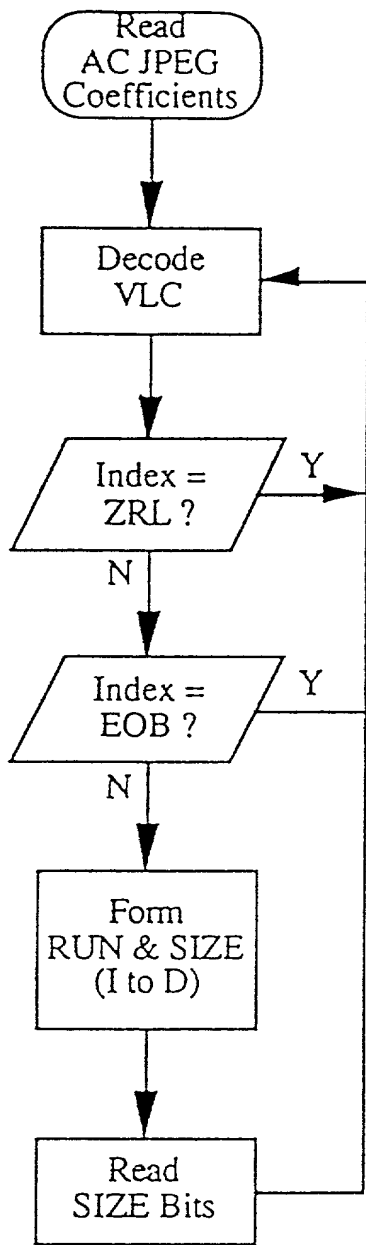 Read
AC JPEG
Coefficients
Decode
VLC
Index =
ZRL ?
Y
N
Index =
EOB ?
Y
N
Form
RUN & SIZE
(I to D)
Read
SIZE Bits